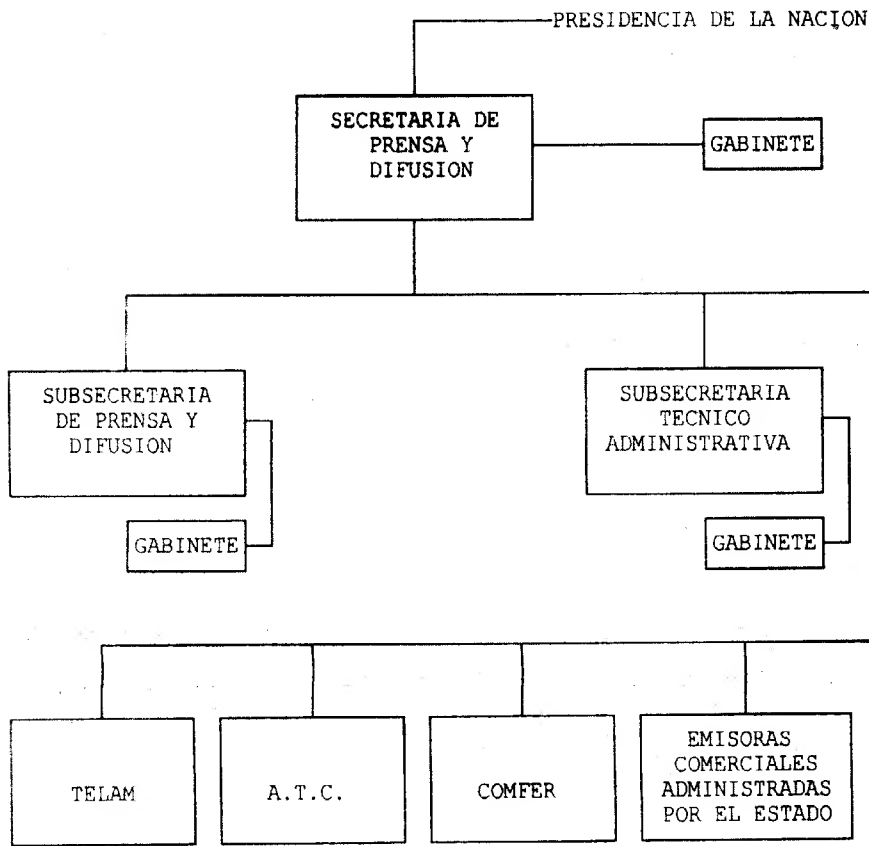 PRESIDENCIA DE LA NACION
SECRETARIA DE
PRENSA Y
DIFUSION
GABINETE
SUBSECRETARIA
DE PRENSA Y
DIFUSION
GABINETE
SUBSECRETARIA
TECNICO
ADMINISTRATIVA
GABINETE
TELAM
A.T.C.
COMFER
EMISORAS
COMERCIALES
ADMINISTRADAS
POR EL ESTADO